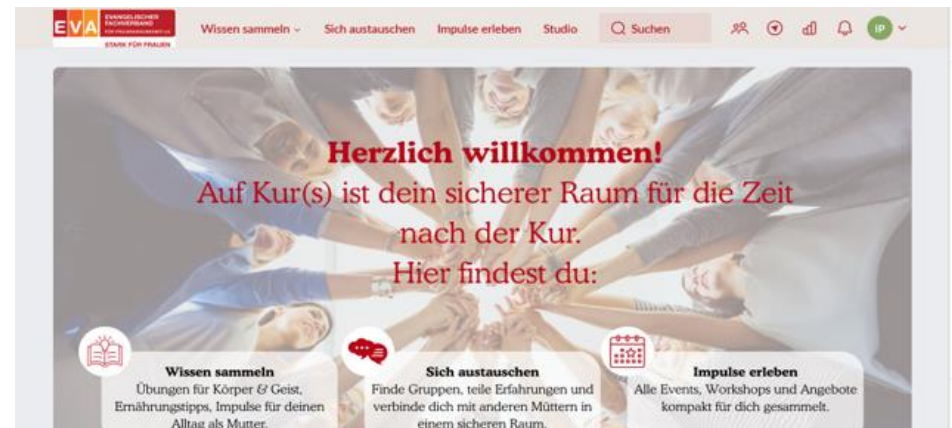 EVA
EVANGELISCHER
FACHVERBAND
FÜR FRAUENGESUNDHEIT e.V.
STARK FÜR FRAUEN
Wissen sammeln
Sich austauschen
Impulse erleben
Studio
Suchen
IP
Herzlich willkommen!
Auf Kur(s) ist dein sicherer Raum für die Zeit
nach der Kur.
Hier findest du:
Wissen sammeln
Übungen für Körper & Geist,
Ernährungstipps, Impulse für deinen
Alltag als Mutter.
Sich austauschen
Finde Gruppen, teile Erfahrungen und
verbinde dich mit anderen Müttern in
einem sicheren Raum.
Impulse erleben
Alle Events, Workshops und Angebote
kompakt für dich gesammelt.